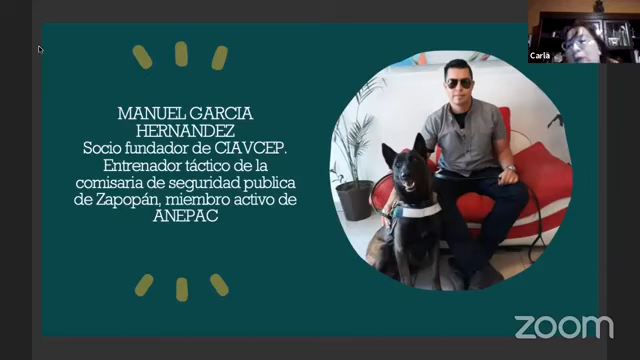 MANUEL GARCIA
HERNANDEZ
Socio fundador de CIAVCEP.
Entrenador táctico de la
comisaria de seguridad publica
de Zapopán, miembro activo de
ANEPAC
Carla
zoom